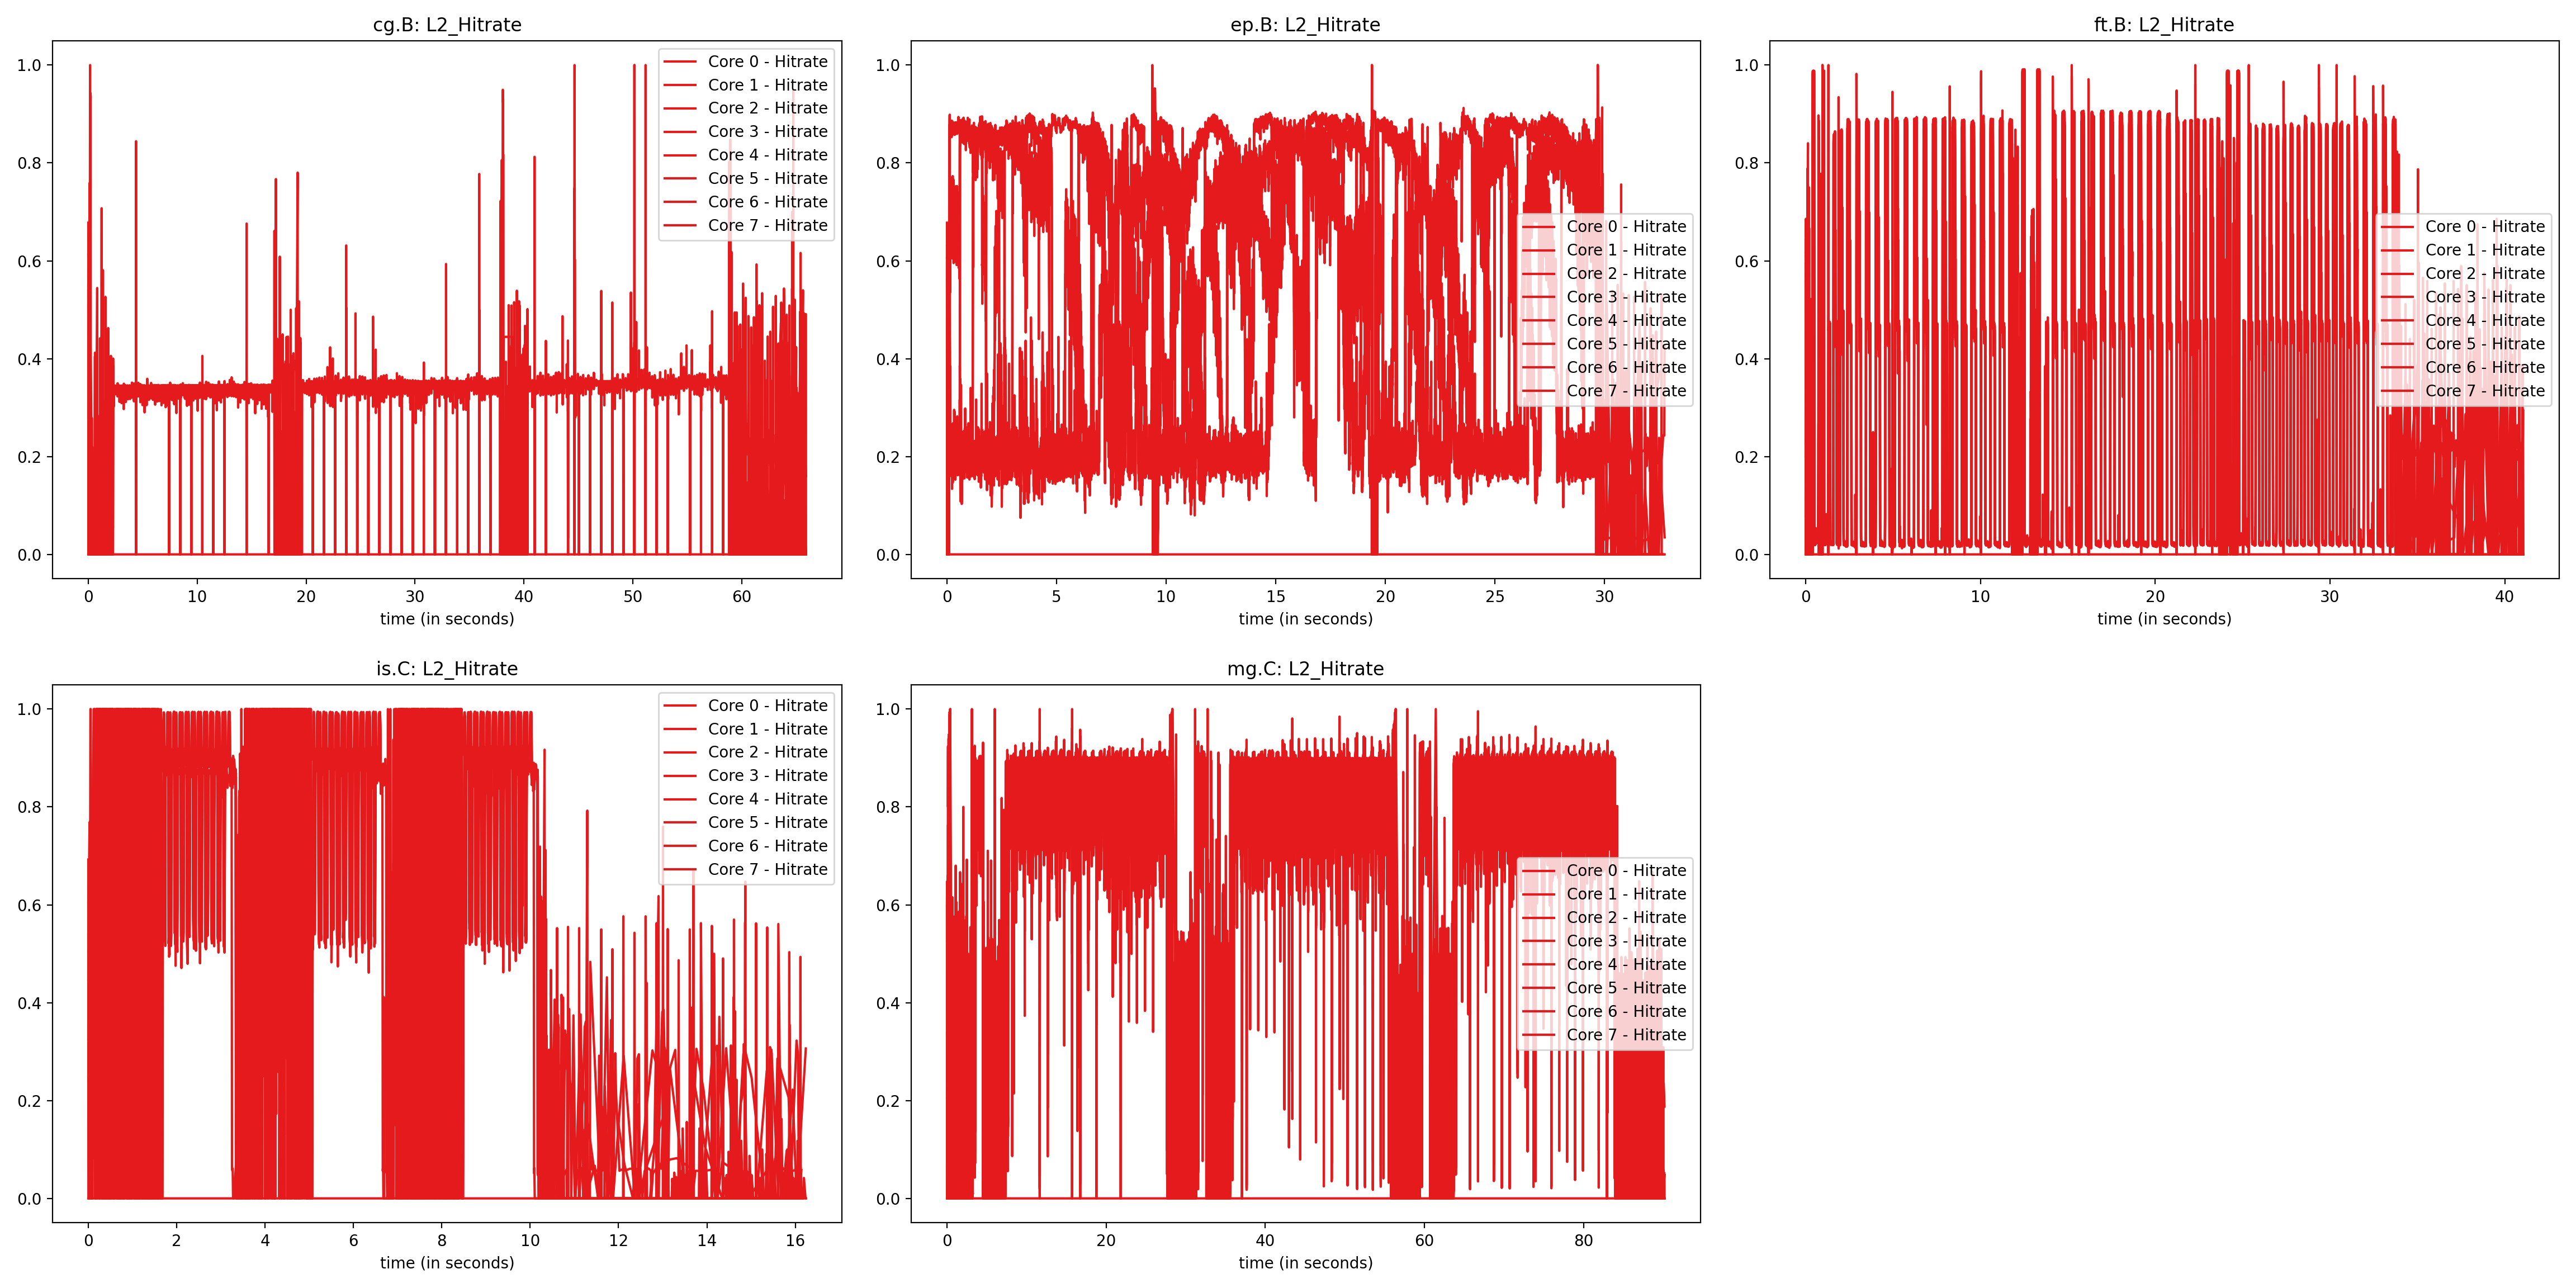 cg.B: L2_Hitrate
1.0
0.8
0.6
0.4
0.2
0.0
Core 0 - Hitrate
Core 1 - Hitrate
Core 2 - Hitrate
Core 3 - Hitrate
Core 4 - Hitrate
Core 5 - Hitrate
Core 6 - Hitrate
Core 7 - Hitrate
0 10 20 30 40 50 60
time (in seconds)
ep.B: L2_Hitrate
1.0
0.8
0.6
0.4
0.2
0.0
Core 0 - Hitrate
Core 1 - Hitrate
Core 2 - Hitrate
Core 3 - Hitrate
Core 4 - Hitrate
Core 5 - Hitrate
Core 6 - Hitrate
Core 7 - Hitrate
0 5 10 15 20 25 30
time (in seconds)
ft.B: L2_Hitrate
1.0
0.8
0.6
0.4
0.2
0.0
Core 0 - Hitrate
Core 1 - Hitrate
Core 2 - Hitrate
Core 3 - Hitrate
Core 4 - Hitrate
Core 5 - Hitrate
Core 6 - Hitrate
Core 7 - Hitrate
0 10 20 30 40
time (in seconds)
is.C: L2_Hitrate
1.0
0.8
0.6
0.4
0.2
0.0
Core 0 - Hitrate
Core 1 - Hitrate
Core 2 - Hitrate
Core 3 - Hitrate
Core 4 - Hitrate
Core 5 - Hitrate
Core 6 - Hitrate
Core 7 - Hitrate
0 2 4 6 8 10 12 14 16
time (in seconds)
mg.C: L2_Hitrate
1.0
0.8
0.6
0.4
0.2
0.0
Core 0 - Hitrate
Core 1 - Hitrate
Core 2 - Hitrate
Core 3 - Hitrate
Core 4 - Hitrate
Core 5 - Hitrate
Core 6 - Hitrate
Core 7 - Hitrate
0 20 40 60 80
time (in seconds)